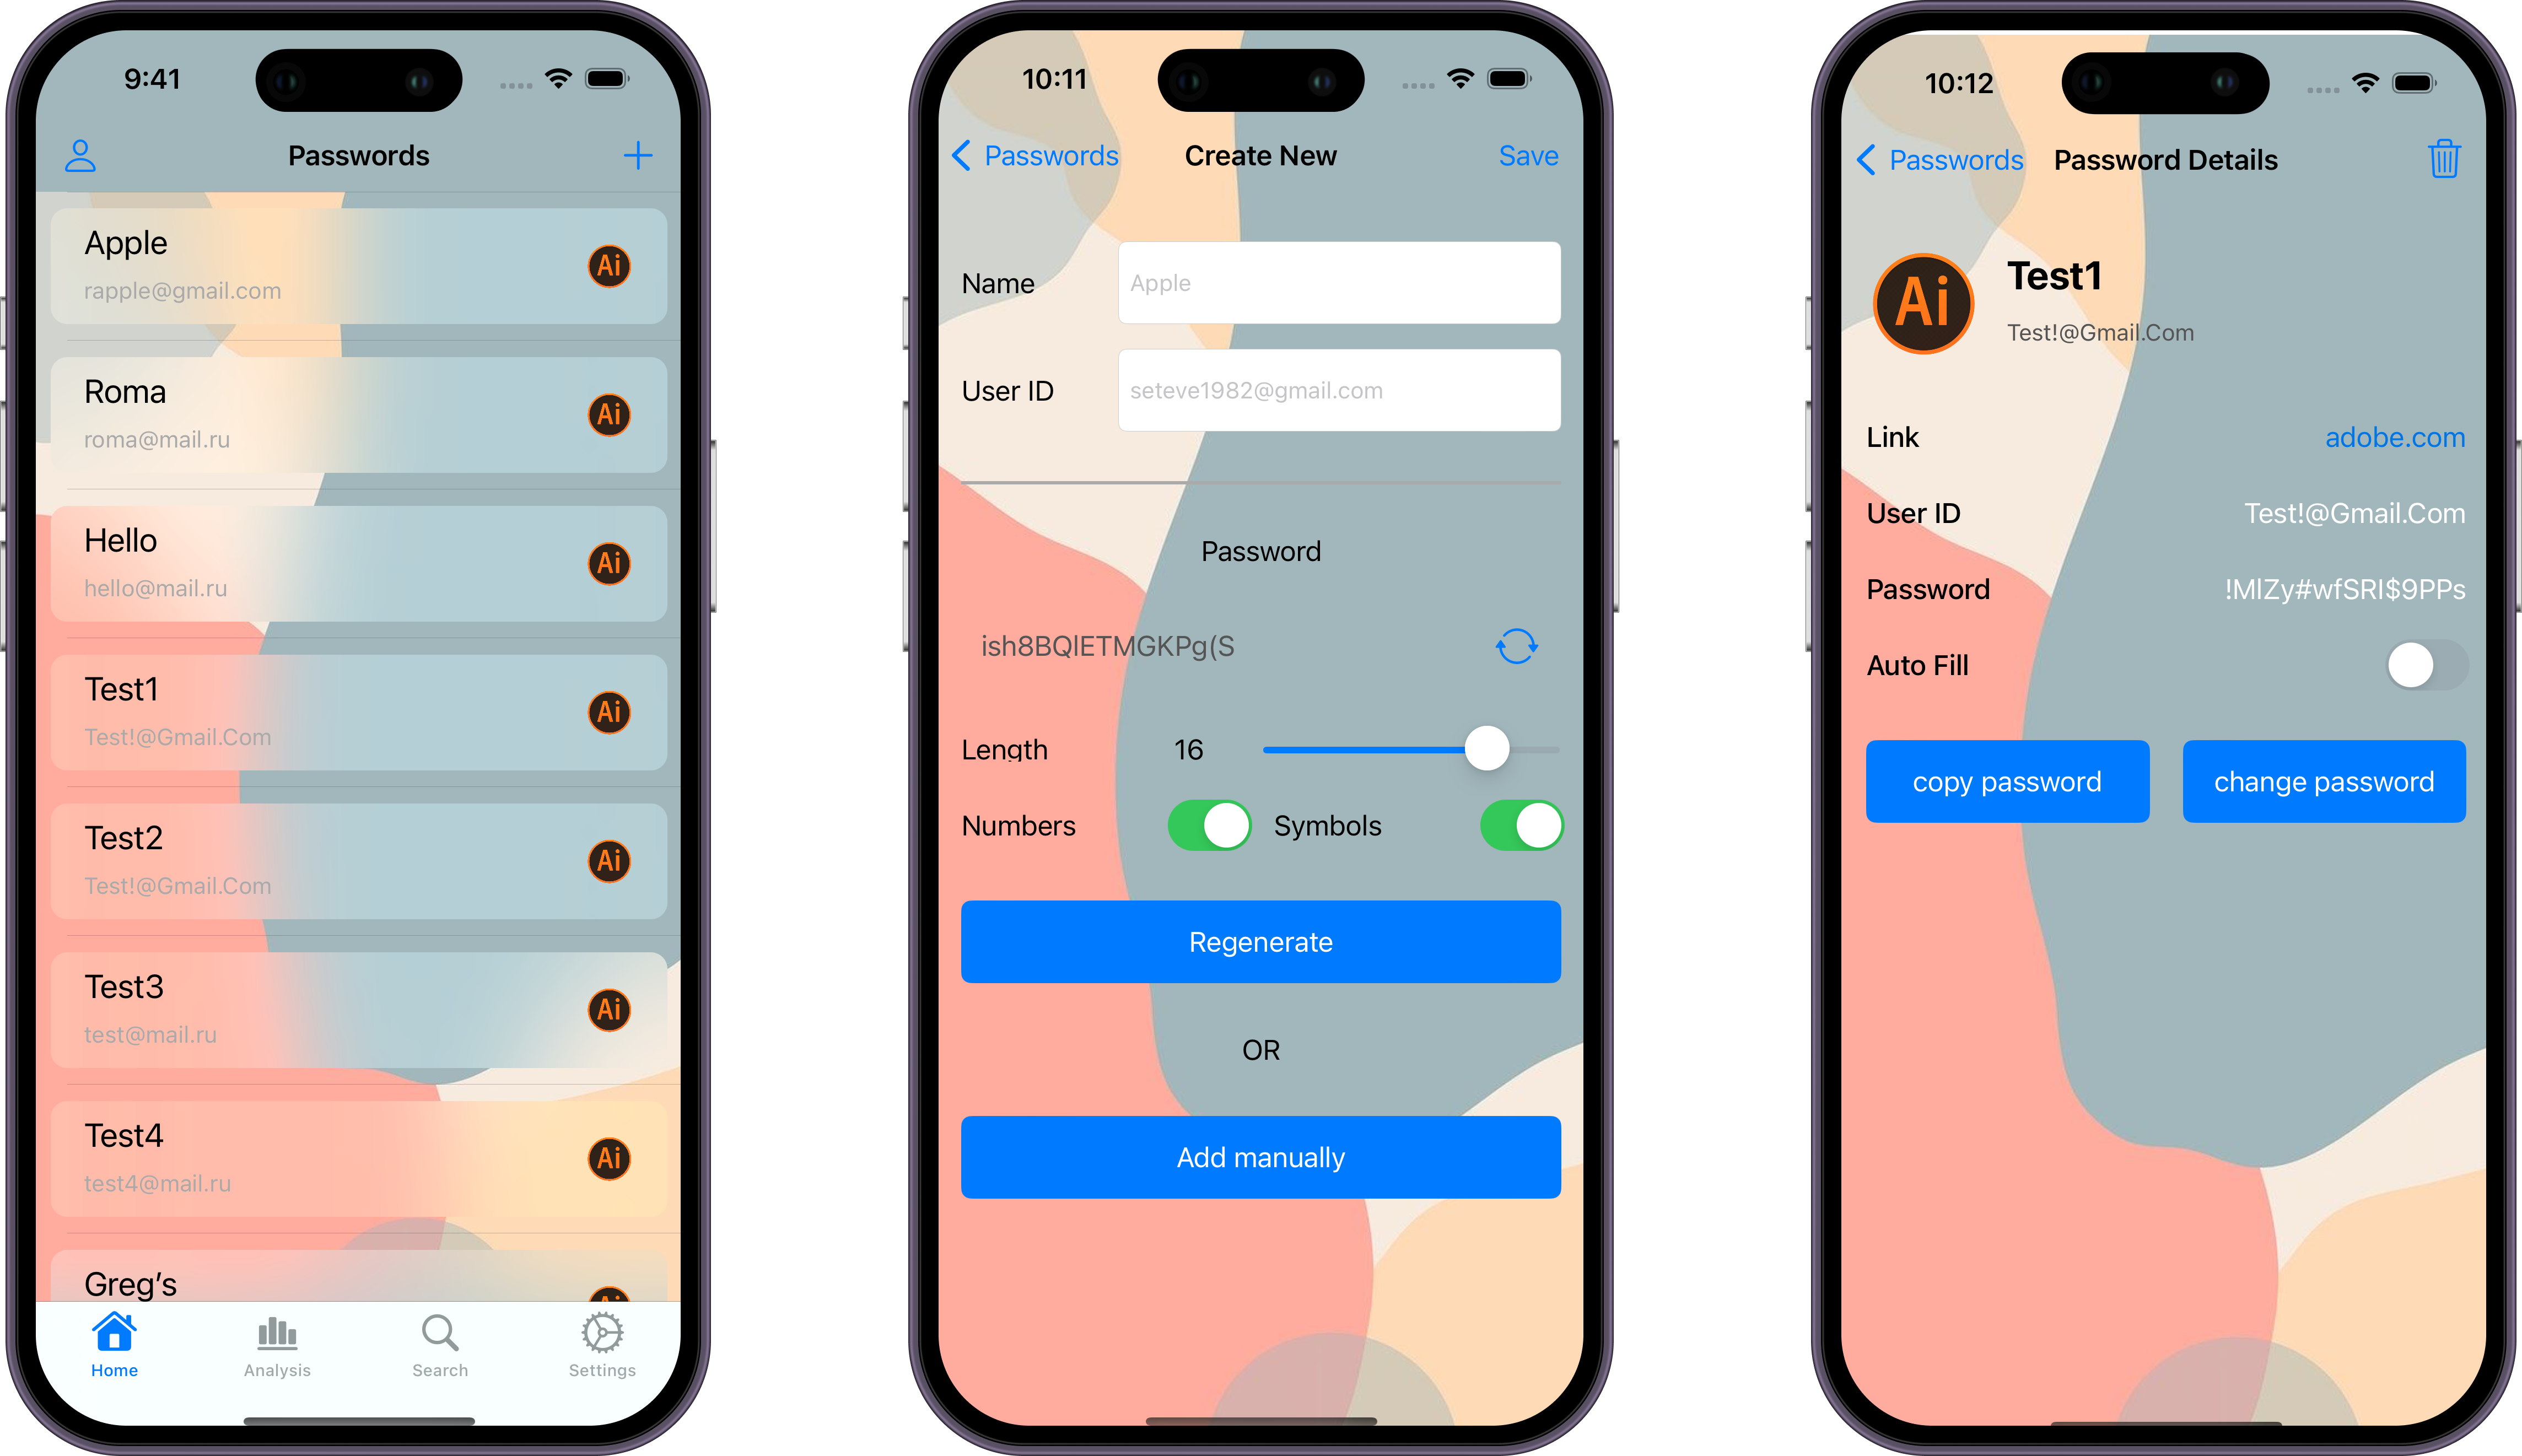 9:41
Passwords
Apple
rapple@gmail.com
Ai
Roma
roma@mail.ru
Ai
Hello
hello@mail.ru
Ai
Test1
Test!@Gmail.Com
Ai
Test2
Test!@Gmail.Com
Ai
Test3
test@mail.ru
Ai
Test4
test4@mail.ru
Ai
Greg’s
Ai
Home Analysis Search Settings
10:11
Passwords Create New Save
Name Apple
User ID seteve1982@gmail.com
Password
ish8BQlETMGKPg(S
Length 16
Numbers Symbols
Regenerate
OR
Add manually
10:12
Passwords Password Details
Ai
Test1
Test!@Gmail.Com
Link adobe.com
User ID Test!@Gmail.Com
Password !MlZy#wfSRI$9PPs
Auto Fill
copy password change password